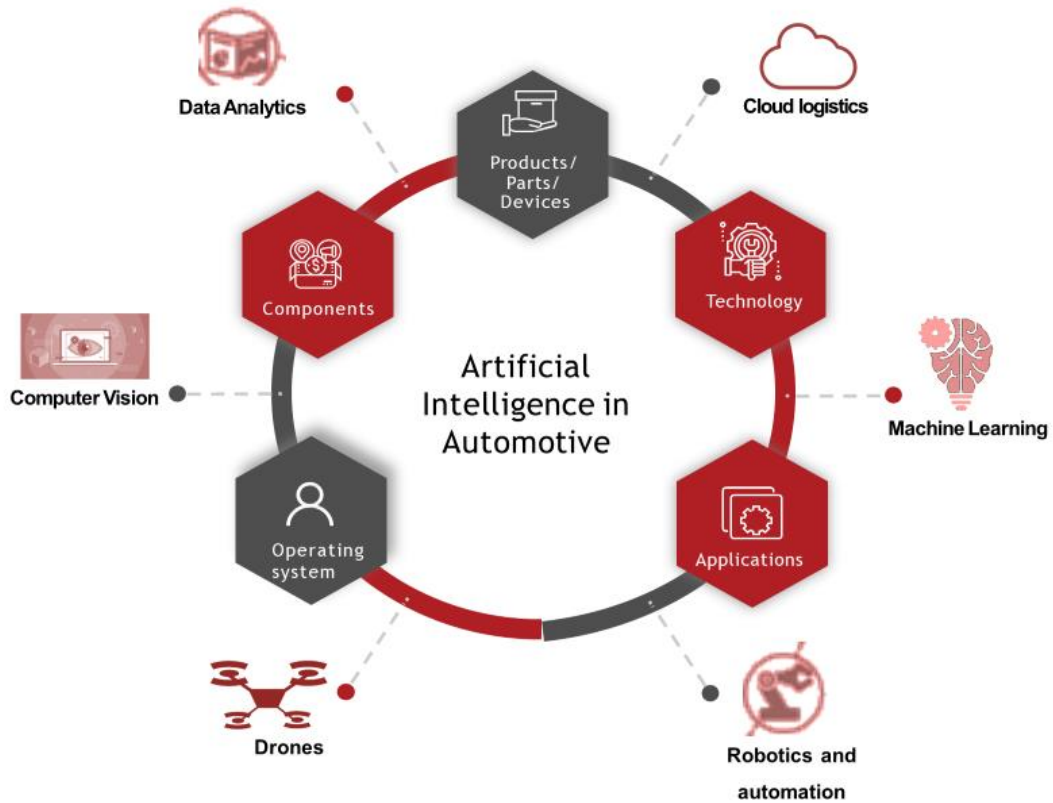 Data Analytics
Cloud logistics
Products/
Parts/
Devices
Components
Technology
Computer Vision
Artificial
Intelligence in
Automotive
Machine Learning
Operating
system
Applications
Drones
Robotics and
automation